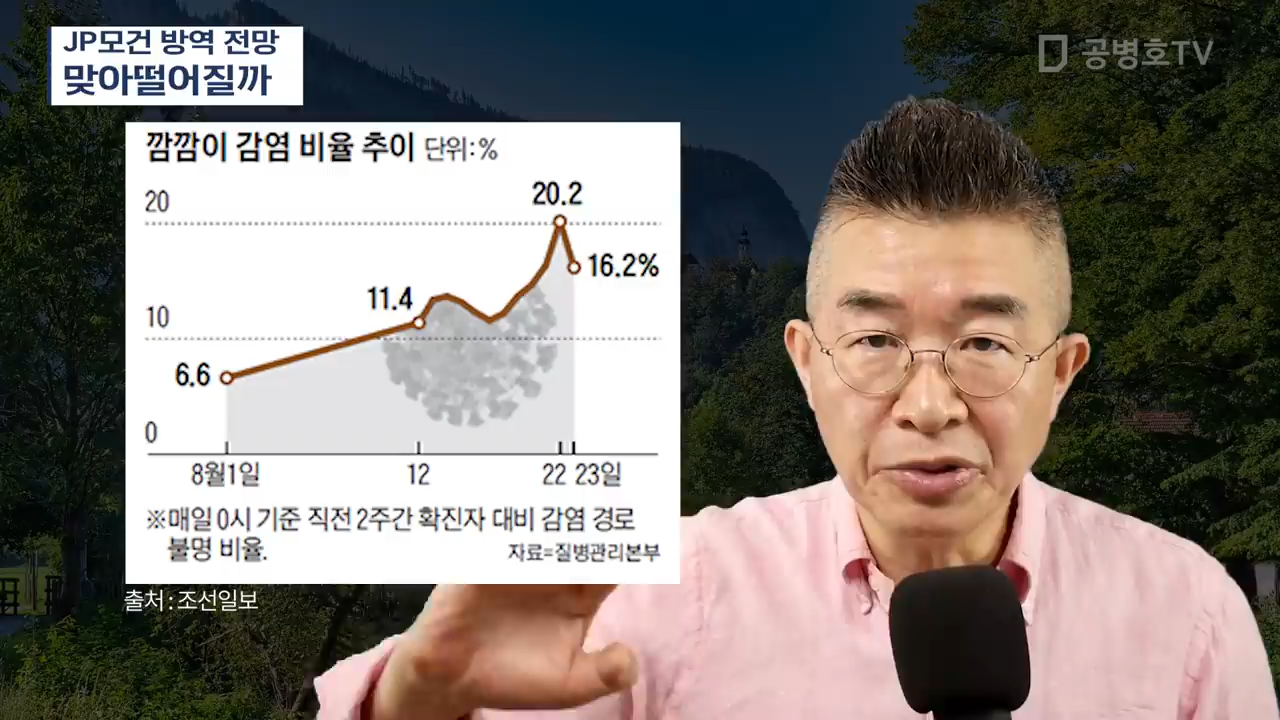 JP모건 방역 전망
맞아떨어질까
공병호TV
깜깜이 감염 비율 추이 단위:%
20
20.2
16.2%
11.4
10
6.6
0
8월1일 12 22 23일
※매일 0시 기준 직전 2주간 확진자 대비 감염 경로
불명 비율.
자료=질병관리본부
출처 : 조선일보